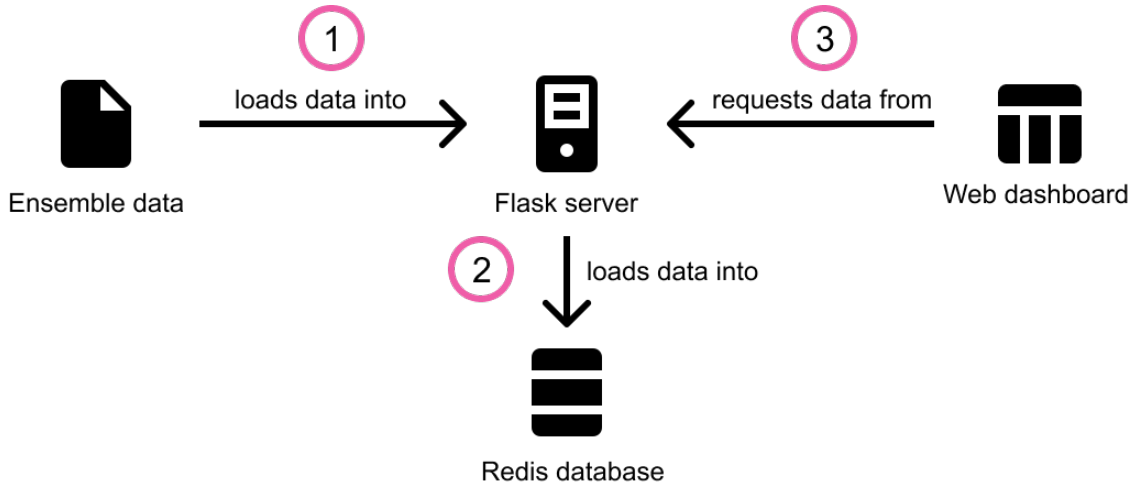 1
3
loads data into
requests data from
Ensemble data
Flask server
Web dashboard
2
loads data into
Redis database